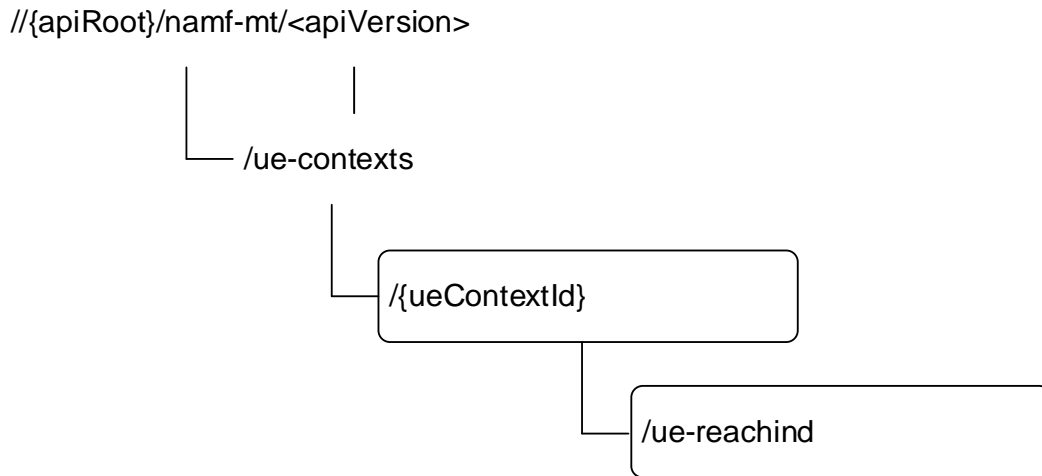 //{apiRoot}/namf-mt/<apiVersion>
/ue-contexts
/{ueContextId}
/ue-reachind